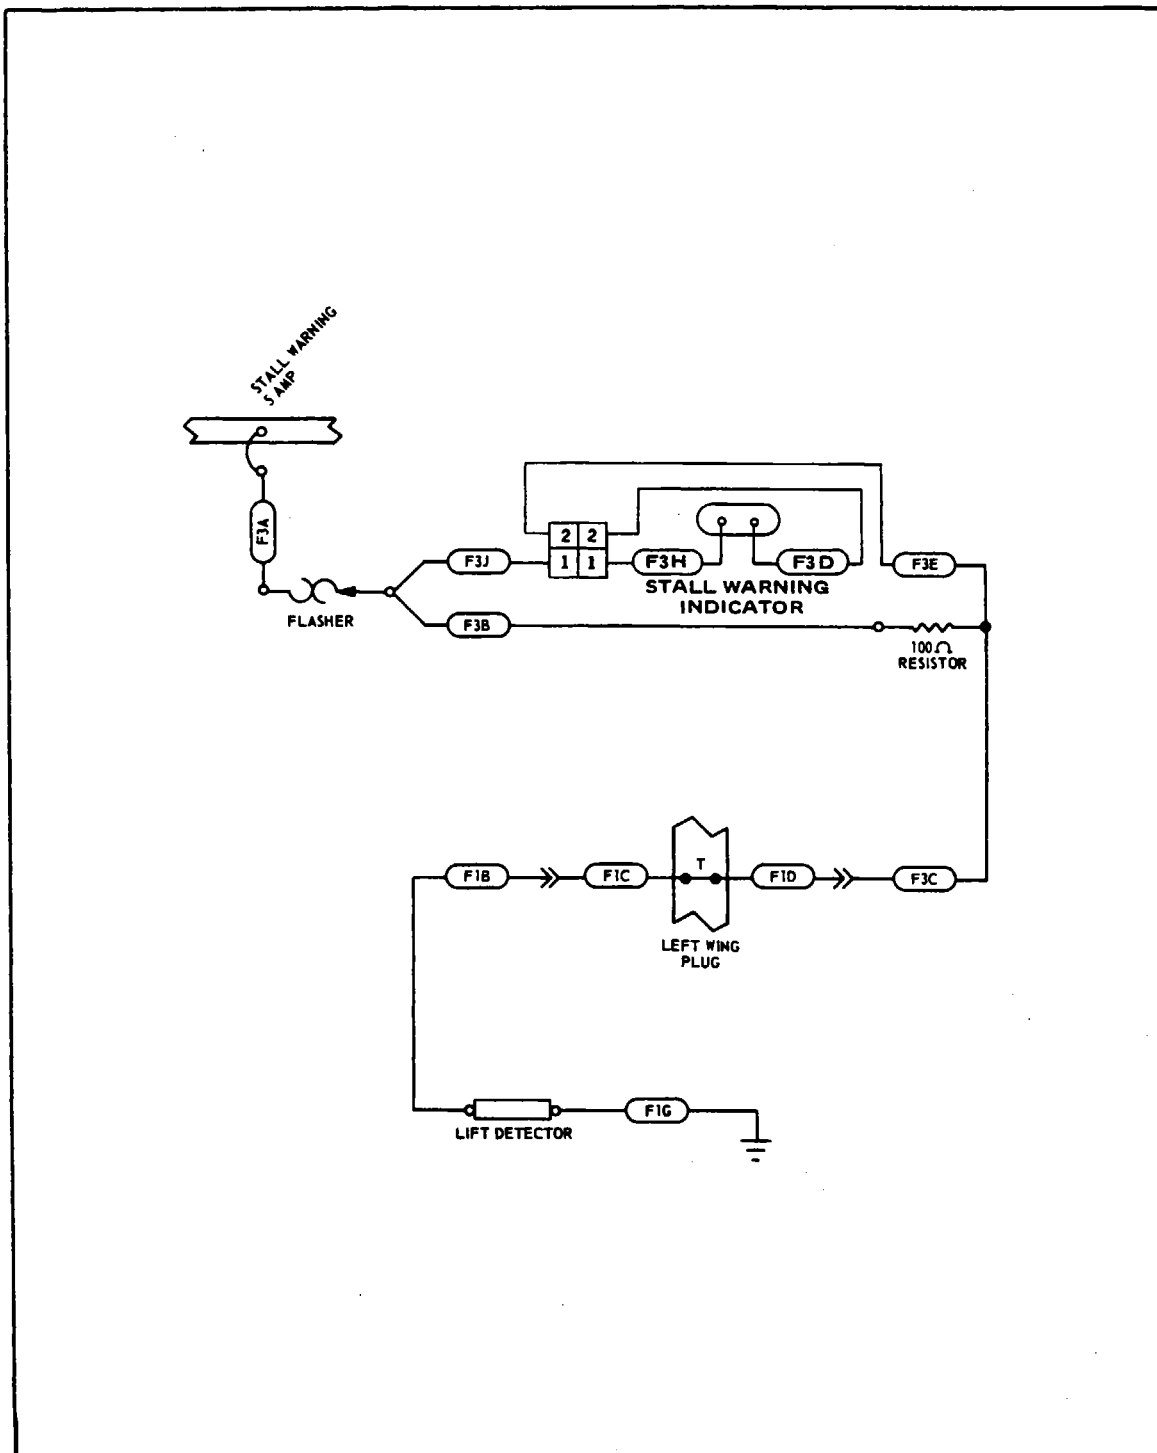 STALL WARNING
5 AMP
F3A
FLASHER
F3J
F3B
2 2
1 1
F3H
F3D
STALL WARNING
INDICATOR
F3E
100Ω
RESISTOR
F1B
F1C
T
F1D
F3C
LEFT WING
PLUG
LIFT DETECTOR
F1G